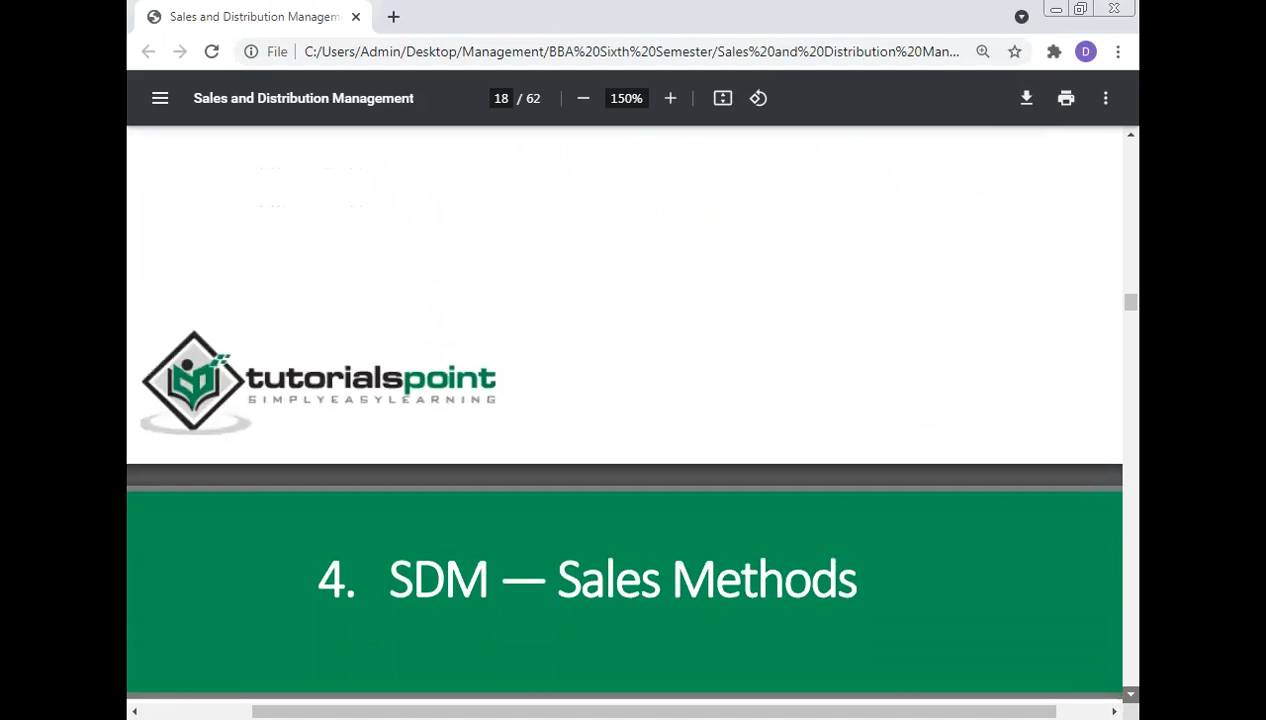 Sales and Distribution Managem
File C:/Users/Admin/Desktop/Management/BBA%20Sixth%20Semester/Sales%20and%20Distribution%20Man...
D
Sales and Distribution Management 18 / 62 150%
tutorialspoint
SIMPLYEASYLEARNING
4. SDM — Sales Methods